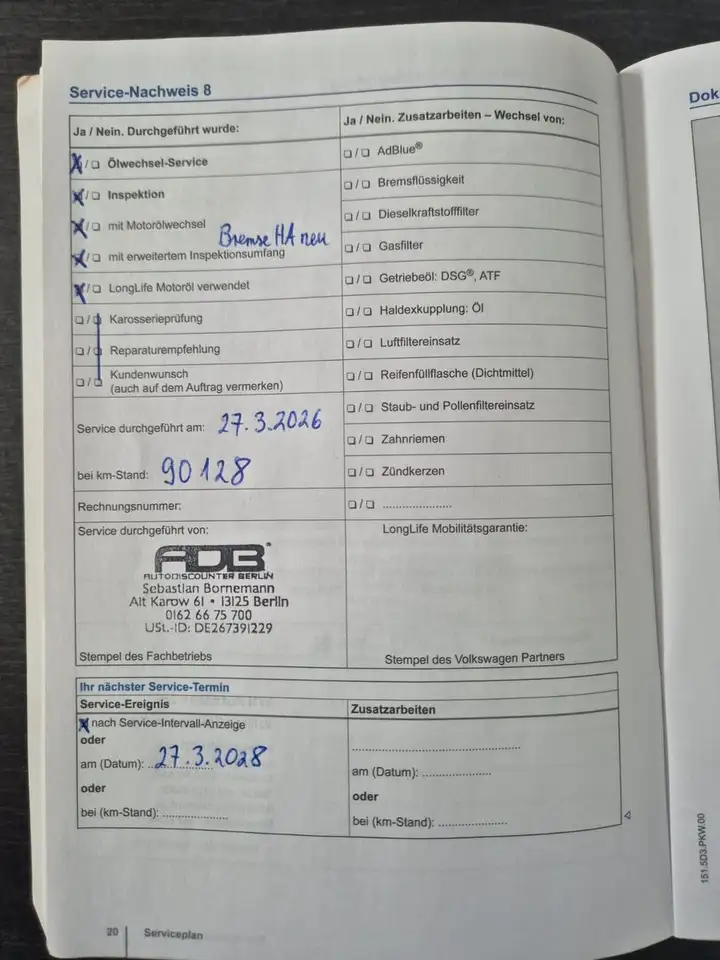 Service-Nachweis 8
Ja / Nein. Durchgeführt wurde:
X/❏ Ölwechsel-Service
X/❏ Inspektion
X/❏ mit Motorölwechsel
Bremse HA neu
X/❏ mit erweitertem Inspektionsumfang
X/❏ LongLife Motoröl verwendet
❏/❏ Karosserieprüfung
❏/❏ Reparaturempfehlung
❏/❏ Kundenwunsch
(auch auf dem Auftrag vermerken)
Service durchgeführt am: 27.3.2026
bei km-Stand: 90128
Rechnungsnummer:
Service durchgeführt von:
ADB
AUTODISCOUNTER BERLIN
Sebastian Bornemann
Alt Karow 61 • 13125 Berlin
0162 66 75 700
USt.-ID: DE267391229
Stempel des Fachbetriebs
Ja / Nein. Zusatzarbeiten – Wechsel von:
❏/❏ AdBlue®
❏/❏ Bremsflüssigkeit
❏/❏ Dieselkraftstofffilter
❏/❏ Gasfilter
❏/❏ Getriebeöl: DSG®, ATF
❏/❏ Haldexkupplung: Öl
❏/❏ Luftfiltereinsatz
❏/❏ Reifenfüllflasche (Dichtmittel)
❏/❏ Staub- und Pollenfiltereinsatz
❏/❏ Zahnriemen
❏/❏ Zündkerzen
❏/❏ .....................
LongLife Mobilitätsgarantie:
Stempel des Volkswagen Partners
Ihr nächster Service-Termin
Service-Ereignis
X nach Service-Intervall-Anzeige
oder
am (Datum): 27.3.2028
oder
bei (km-Stand): ....................
Zusatzarbeiten
..................................................
am (Datum): .....................
oder
bei (km-Stand): .....................
20 Serviceplan
Dok
151.5D3.PKW.00